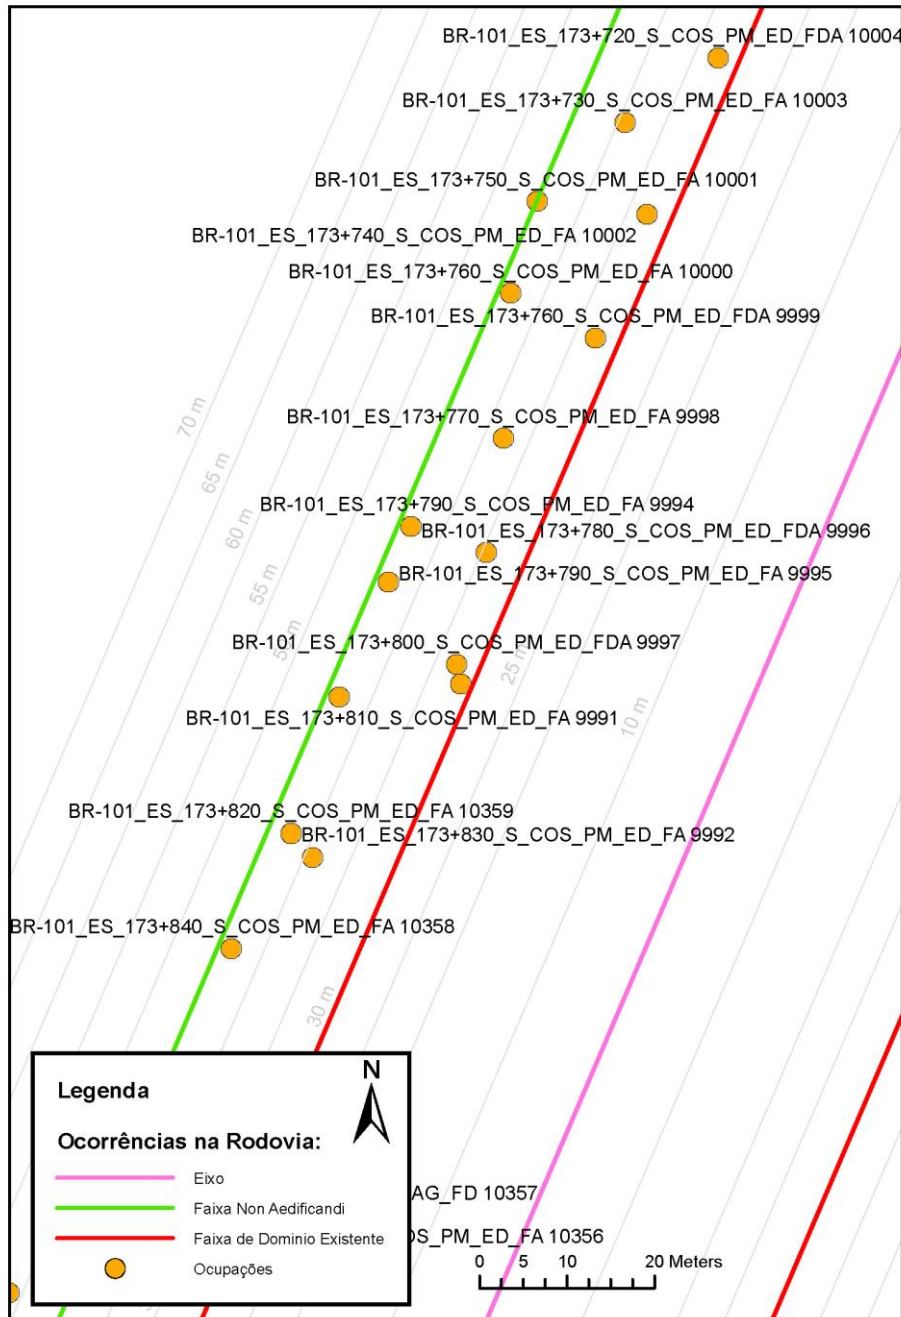 BR-101_ES_173+720_S_COS_PM_ED_FDA 10004
BR-101_ES_173+730_S_COS_PM_ED_FA 10003
BR-101_ES_173+750_S_COS_PM_ED_FA 10001
BR-101_ES_173+740_S_COS_PM_ED_FA 10002
BR-101_ES_173+760_S_COS_PM_ED_FA 10000
BR-101_ES_173+760_S_COS_PM_ED_FDA 9999
70 m
BR-101_ES_173+770_S_COS_PM_ED_FA 9998
65 m
BR-101_ES_173+790_S_COS_PM_ED_FA 9994
60 m
BR-101_ES_173+780_S_COS_PM_ED_FDA 9996
55 m
BR-101_ES_173+790_S_COS_PM_ED_FA 9995
BR-101_ES_173+800_S_COS_PM_ED_FDA 9997
25 m
10 m
BR-101_ES_173+810_S_COS_PM_ED_FA 9991
BR-101_ES_173+820_S_COS_PM_ED_FA 10359
BR-101_ES_173+830_S_COS_PM_ED_FA 9992
BR-101_ES_173+840_S_COS_PM_ED_FA 10358
30 m
N
Legenda
Ocorrências na Rodovia:
Eixo
Faixa Non Aedificandi
Faixa de Dominio Existente
Ocupações
AG_FD 10357
OS_PM_ED_FA 10356
0 5 10 20 Meters